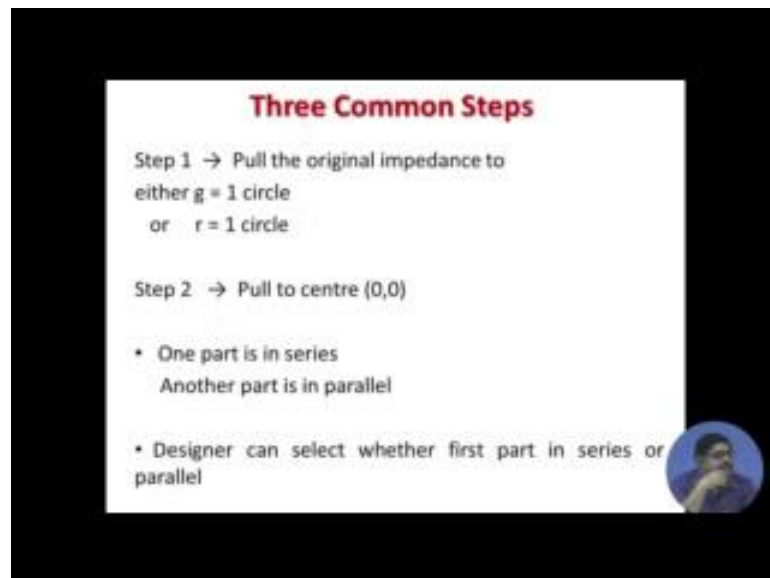 Three Common Steps
Step 1 → Pull the original impedance to
either g = 1 circle
or r = 1 circle
Step 2 → Pull to centre (0,0)
• One part is in series
Another part is in parallel
• Designer can select whether first part in series or
parallel